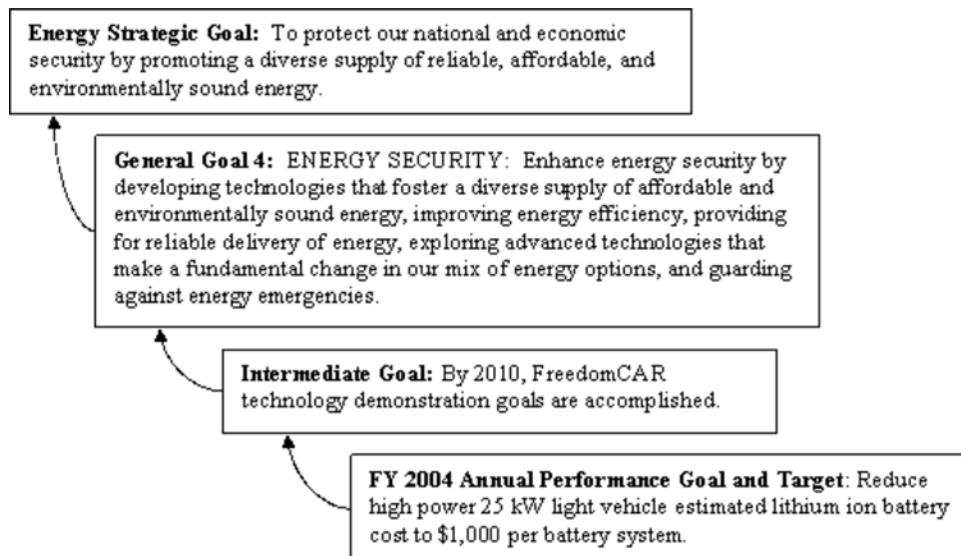 Energy Strategic Goal: To protect our national and economic
security by promoting a diverse supply of reliable, affordable, and
environmentally sound energy.
General Goal 4: ENERGY SECURITY: Enhance energy security by
developing technologies that foster a diverse supply of affordable and
environmentally sound energy, improving energy efficiency, providing
for reliable delivery of energy, exploring advanced technologies that
make a fundamental change in our mix of energy options, and guarding
against energy emergencies.
Intermediate Goal: By 2010, FreedomCAR
technology demonstration goals are accomplished.
FY 2004 Annual Performance Goal and Target: Reduce
high power 25 kW light vehicle estimated lithium ion battery
cost to $1,000 per battery system.